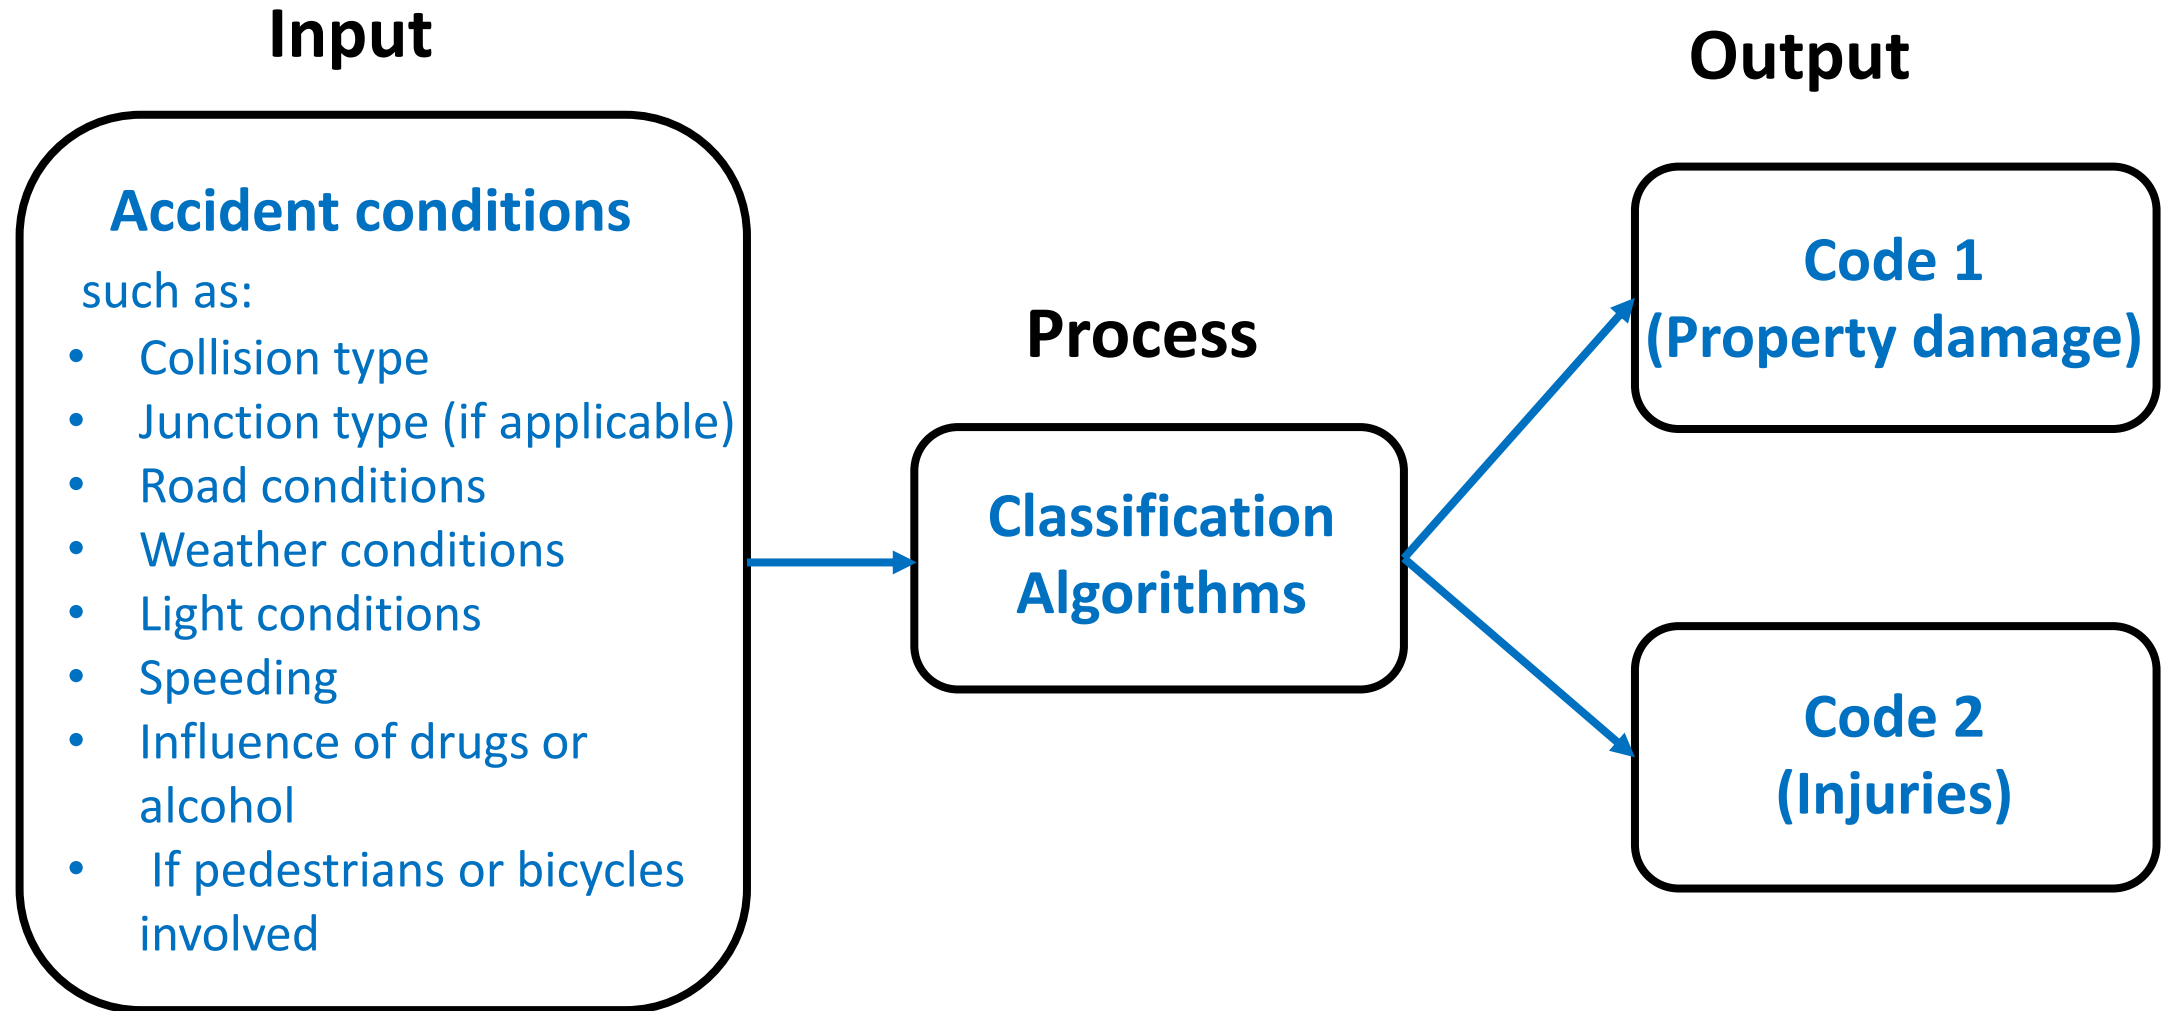 Input
Accident conditions
such as:
• Collision type
• Junction type (if applicable)
• Road conditions
• Weather conditions
• Light conditions
• Speeding
• Influence of drugs or
alcohol
• If pedestrians or bicycles
involved
Process
Classification
Algorithms
Output
Code 1
(Property damage)
Code 2
(Injuries)